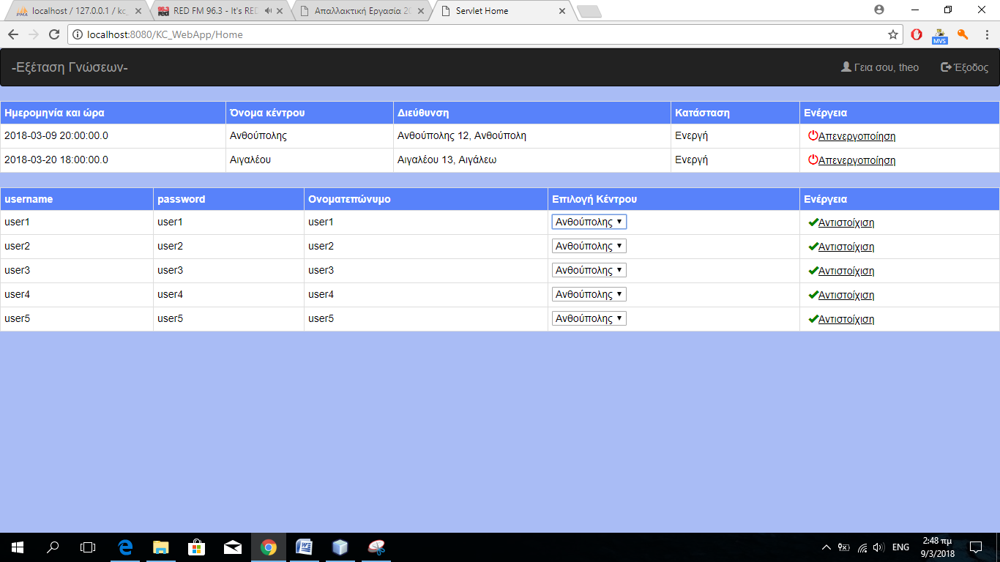 localhost / 127.0.0.1 / kc_
RED FM 96.3 - It's RED
Απαλλακτική Εργασία 20
Servlet Home
localhost:8080/KC_WebApp/Home
MVS
-Εξέταση Γνώσεων-
Γεια σου, theo
Έξοδος
Ημερομηνία και ώρα Όνομα κέντρου Διεύθυνση Κατάσταση Ενέργεια
2018-03-09 20:00:00.0 Ανθούπολης Ανθούπολης 12, Ανθούπολη Ενεργή Απενεργοποίηση
2018-03-20 18:00:00.0 Αιγαλέου Αιγαλέου 13, Αιγάλεω Ενεργή Απενεργοποίηση
username password Ονοματεπώνυμο Επιλογή Κέντρου Ενέργεια
user1 user1 user1 Ανθούπολης Αντιστοίχιση
user2 user2 user2 Ανθούπολης Αντιστοίχιση
user3 user3 user3 Ανθούπολης Αντιστοίχιση
user4 user4 user4 Ανθούπολης Αντιστοίχιση
user5 user5 user5 Ανθούπολης Αντιστοίχιση
ENG
2:48 πμ
9/3/2018